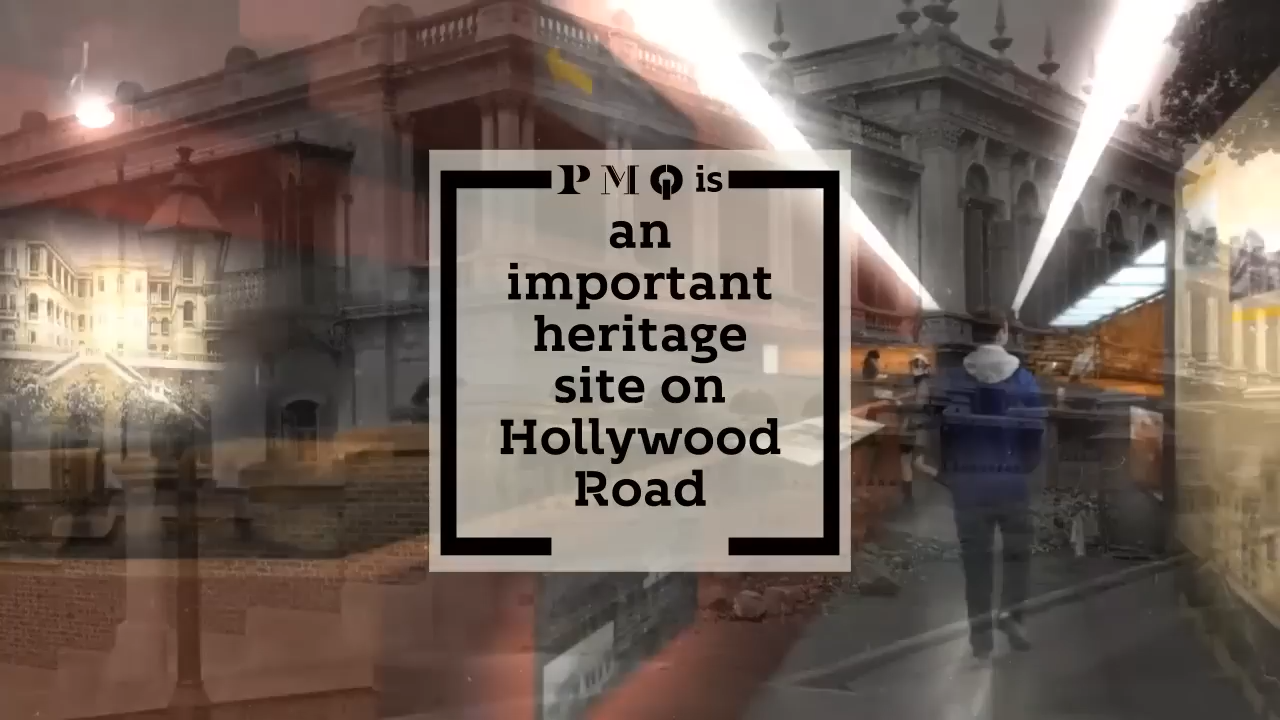 PMQ is
an
important
heritage
site on
Hollywood
Road